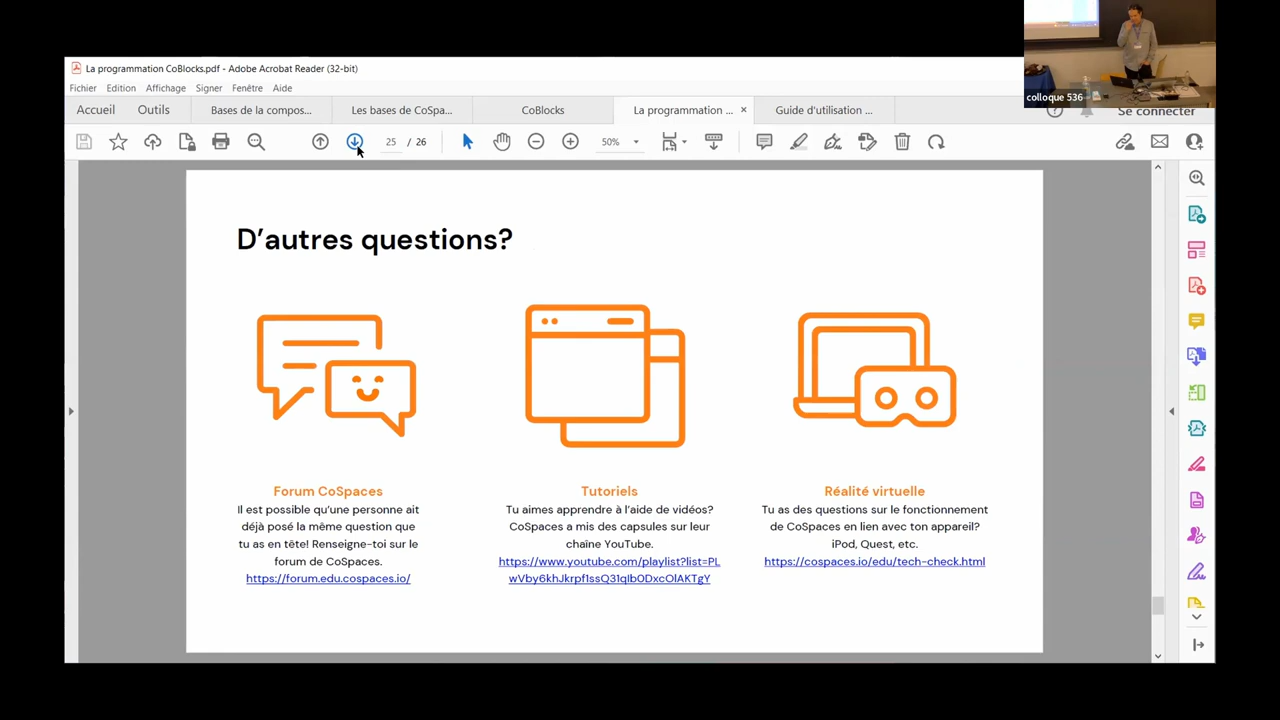 La programmation CoBlocks.pdf - Adobe Acrobat Reader (32-bit)
Fichier Edition Affichage Signer Fenêtre Aide
Accueil Outils Bases de la compos... Les bases de CoSpa... CoBlocks La programmation ... × Guide d'utilisation ... Se connecter
25 / 26 50%
colloque 536
D'autres questions?
Forum CoSpaces
Il est possible qu'une personne ait
déjà posé la même question que
tu as en tête! Renseigne-toi sur le
forum de CoSpaces.
https://forum.edu.cospaces.io/
Tutoriels
Tu aimes apprendre à l'aide de vidéos?
CoSpaces a mis des capsules sur leur
chaîne YouTube.
https://www.youtube.com/playlist?list=PL
wVby6khJkrpf1ssQ31qIb0DxcOlAKTgY
Réalité virtuelle
Tu as des questions sur le fonctionnement
de CoSpaces en lien avec ton appareil?
iPod, Quest, etc.
https://cospaces.io/edu/tech-check.html